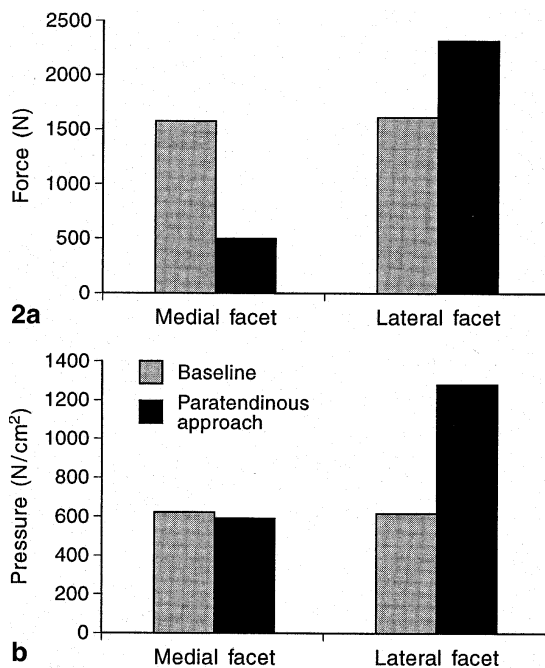 2500
2000
1500
1000
500
0
Force (N)
Medial facet
Lateral facet
2a
1400
1200
1000
800
600
400
200
0
Pressure (N/cm²)
Baseline
Paratendinous
approach
Medial facet
Lateral facet
b